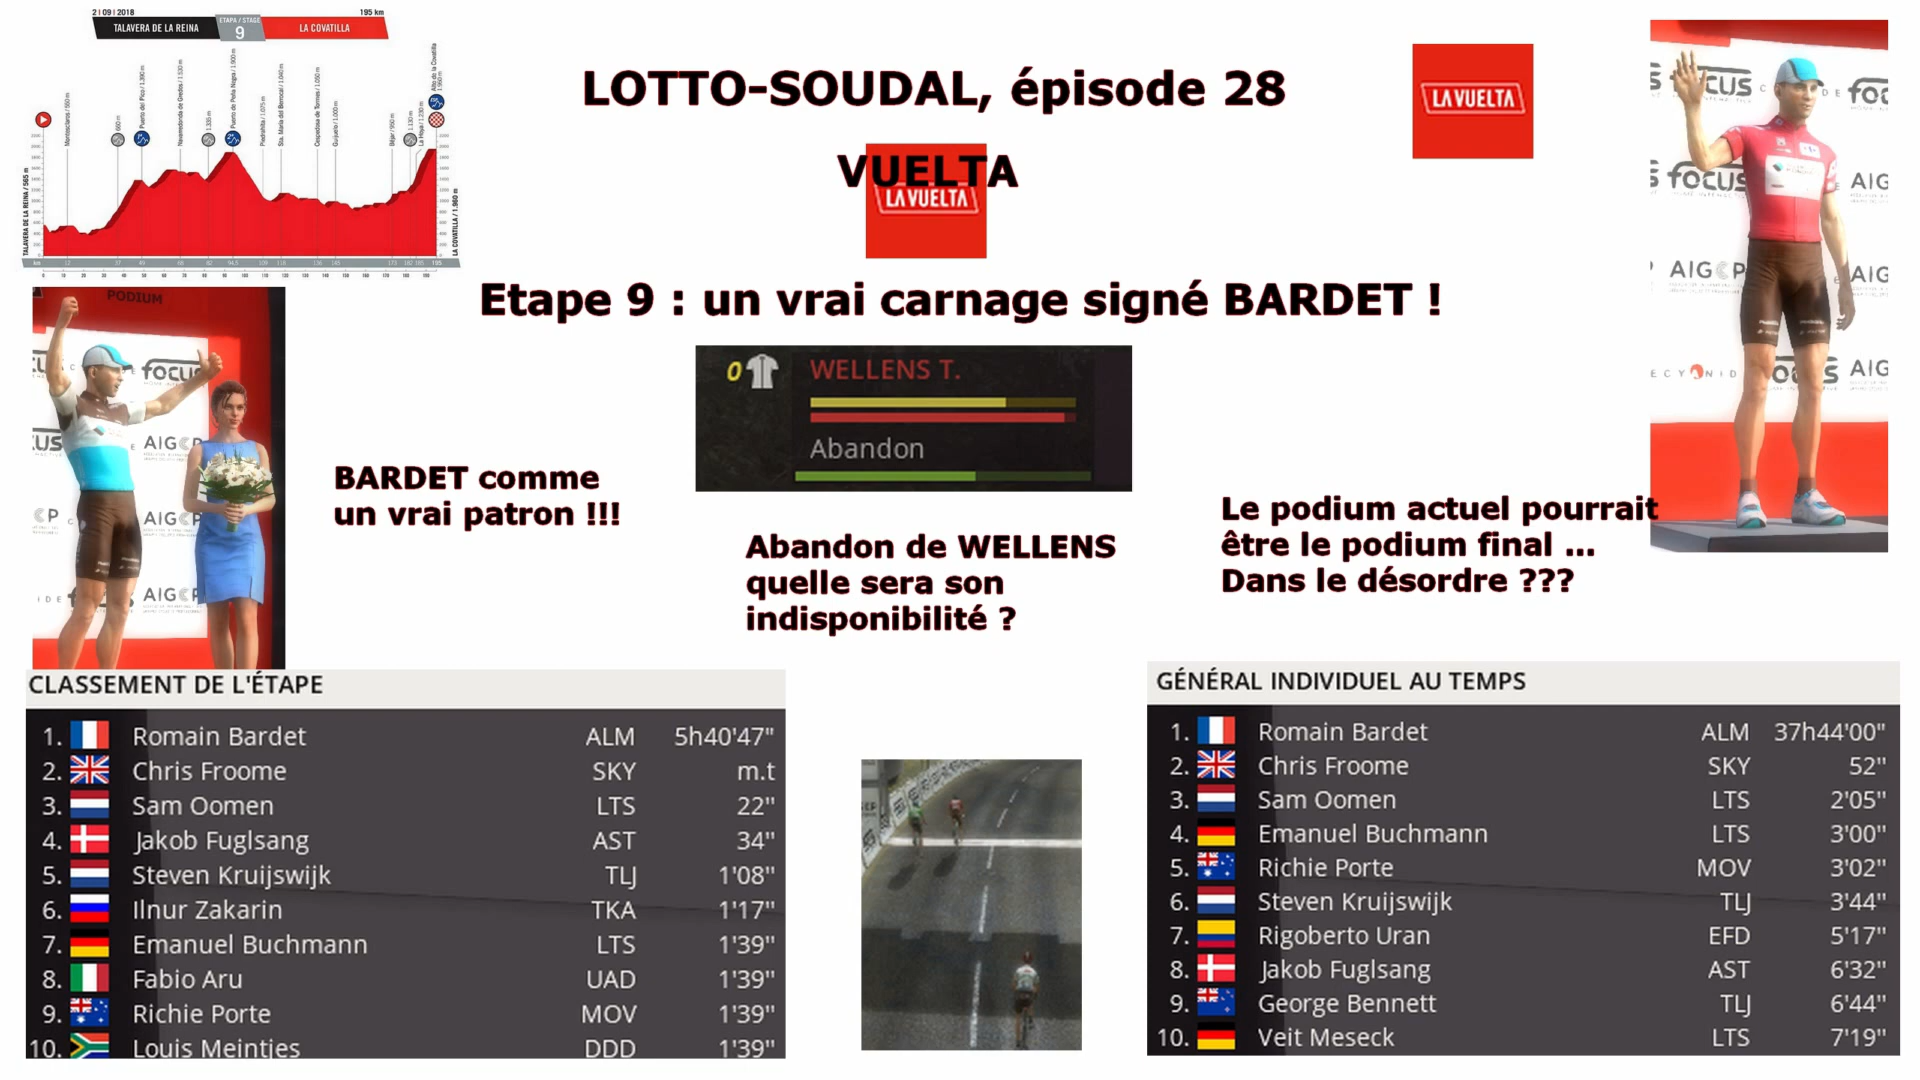 2 | 09 | 2018
195 km
TALAVERA DE LA REINA
ETAPA / STAGE
9
LA COVATILLA
LOTTO-SOUDAL, épisode 28
VUELTA
LA VUELTA
LA VUELTA
Etape 9 : un vrai carnage signé BARDET !
PODIUM
focus
AIGCP
0 WELLENS T.
Abandon
BARDET comme
un vrai patron !!!
Abandon de WELLENS
quelle sera son
indisponibilité ?
Le podium actuel pourrait
être le podium final ...
Dans le désordre ???
CLASSEMENT DE L'ÉTAPE
1. Romain Bardet ALM 5h40'47"
2. Chris Froome SKY m.t
3. Sam Oomen LTS 22"
4. Jakob Fuglsang AST 34"
5. Steven Kruijswijk TLJ 1'08"
6. Ilnur Zakarin TKA 1'17"
7. Emanuel Buchmann LTS 1'39"
8. Fabio Aru UAD 1'39"
9. Richie Porte MOV 1'39"
10. Louis Meintjes DDD 1'39"
GÉNÉRAL INDIVIDUEL AU TEMPS
1. Romain Bardet ALM 37h44'00"
2. Chris Froome SKY 52"
3. Sam Oomen LTS 2'05"
4. Emanuel Buchmann LTS 3'00"
5. Richie Porte MOV 3'02"
6. Steven Kruijswijk TLJ 3'44"
7. Rigoberto Uran EFD 5'17"
8. Jakob Fuglsang AST 6'32"
9. George Bennett TLJ 6'44"
10. Veit Meseck LTS 7'19"